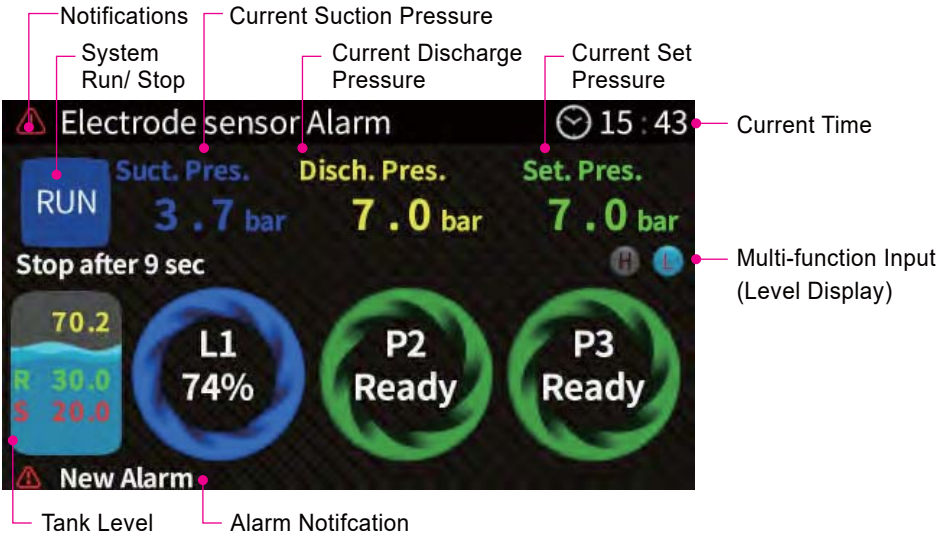 Notifications
Current Suction Pressure
System
Run/ Stop
Current Discharge
Pressure
Current Set
Pressure
Electrode sensor Alarm
15 : 43
Current Time
RUN
Suct. Pres.
Disch. Pres.
Set. Pres.
3.7 bar
7.0 bar
7.0 bar
Stop after 9 sec
H
L
Multi-function Input
(Level Display)
70.2
R 30.0
S 20.0
L1
74%
P2
Ready
P3
Ready
New Alarm
Tank Level
Alarm Notifcation